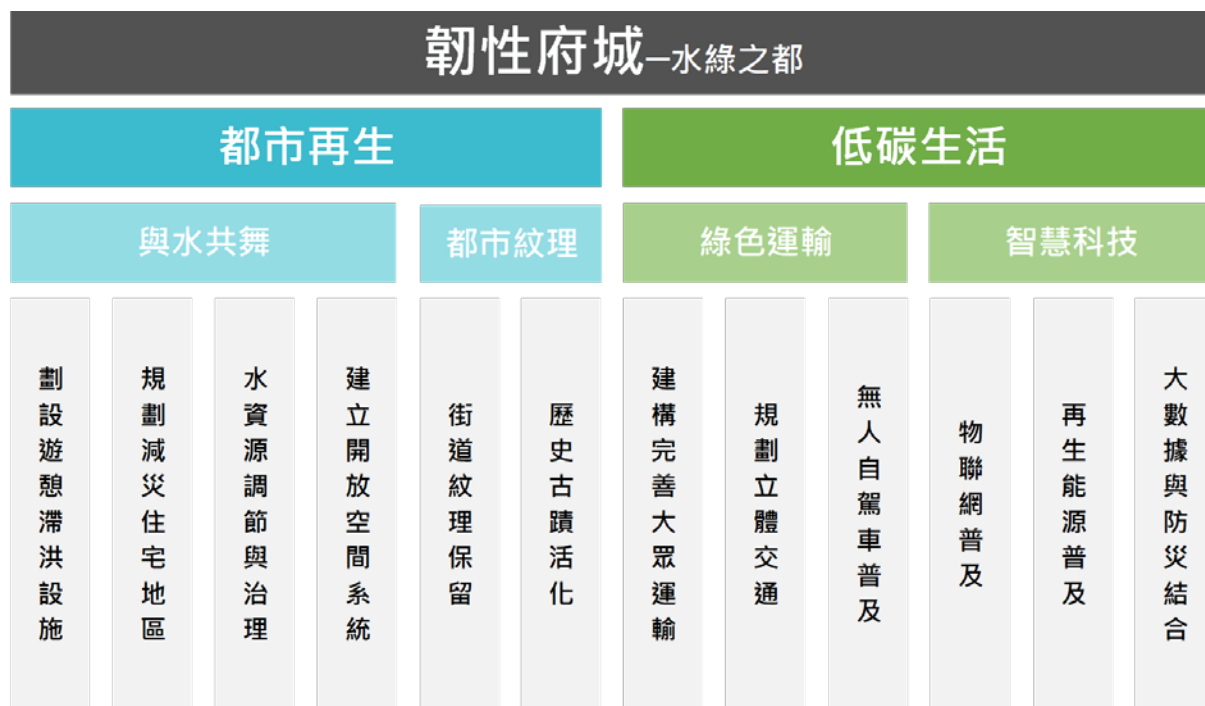 韌性府城—水綠之都
都市再生
低碳生活
與水共舞
都市紋理
綠色運輸
智慧科技
劃設遊憩滯洪設施
規劃減災住宅地區
水資源調節與治理
建立開放空間系統
街道紋理保留
歷史古蹟活化
建構完善大眾運輸
規劃立體交通
無人自駕車普及
物聯網普及
再生能源普及
大數據與防災結合